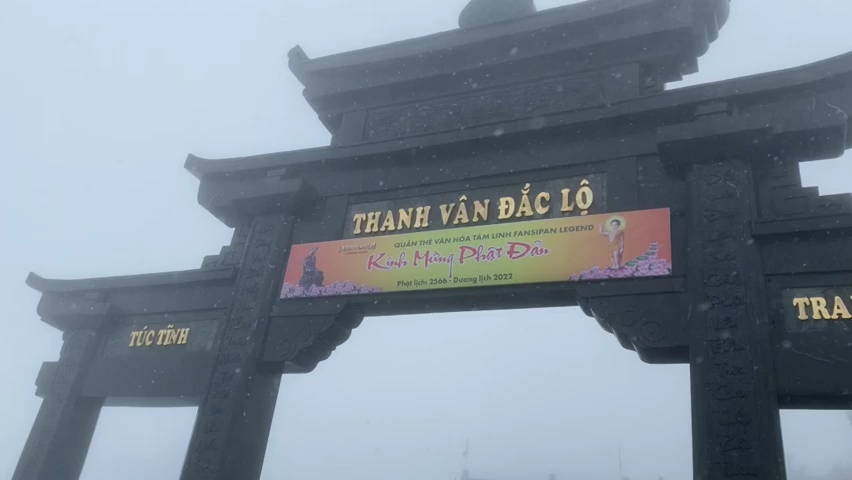 THANH VÂN ĐẮC LỘ
QUẦN THỂ VĂN HÓA TÂM LINH FANSIPAN LEGEND
Kính Mừng Phật Đản
Phật lịch: 2566 - Dương lịch 2022
TÚC TĨNH
TRA